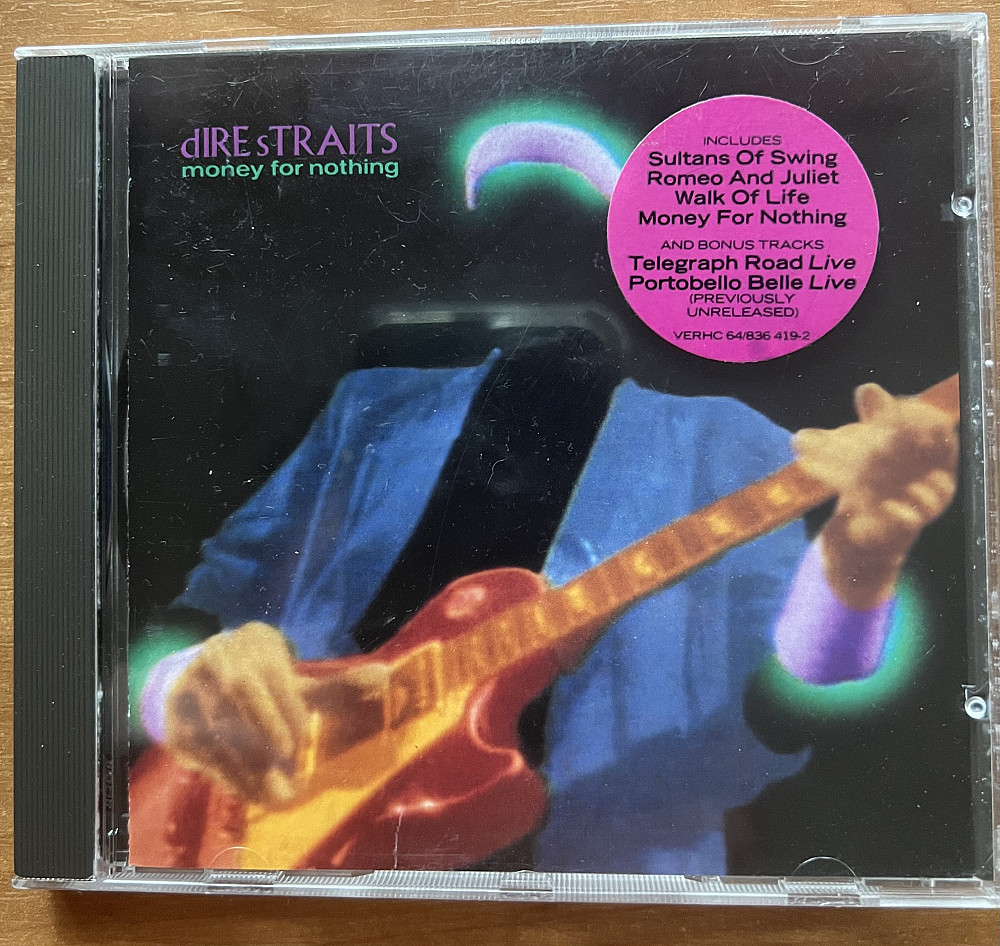 dIRE sTRAITS
money for nothing
INCLUDES
Sultans Of Swing
Romeo And Juliet
Walk Of Life
Money For Nothing
AND BONUS TRACKS
Telegraph Road Live
Portobello Belle Live
(PREVIOUSLY
UNRELEASED)
VERHC 64/836 419-2